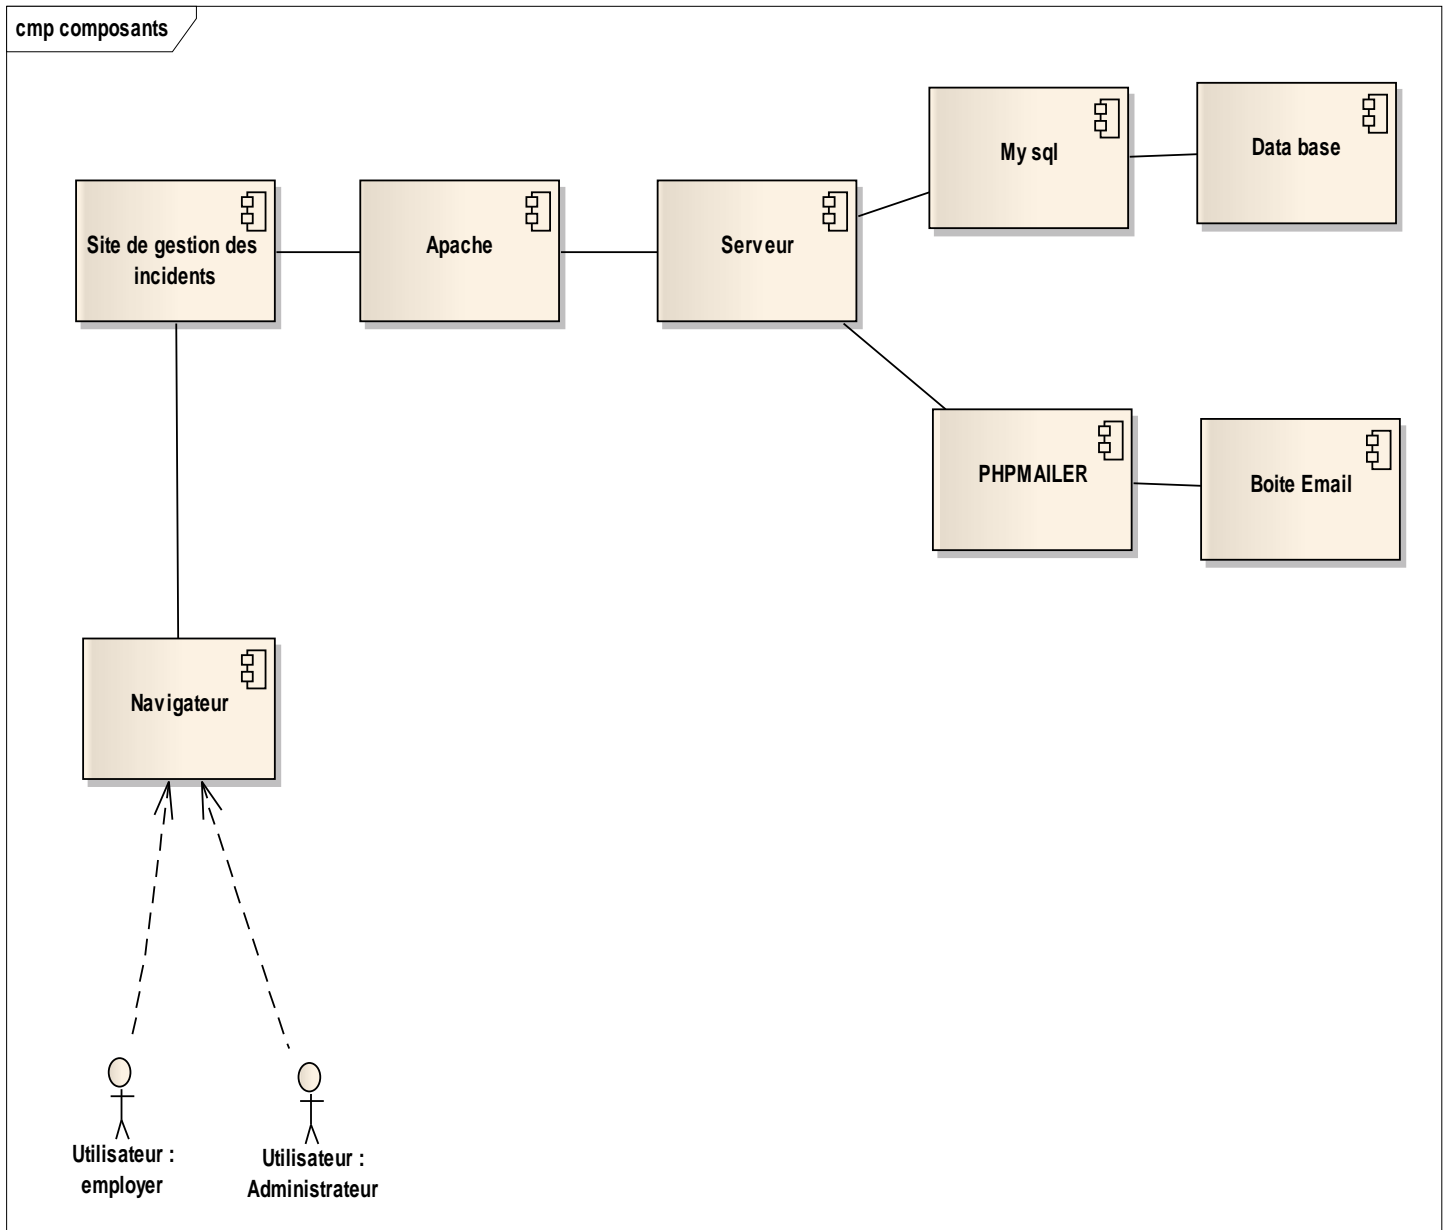 cmp composants
My sql
Data base
Site de gestion des
incidents
Apache
Serveur
PHPMAILER
Boite Email
Navigateur
Utilisateur :
employer
Utilisateur :
Administrateur